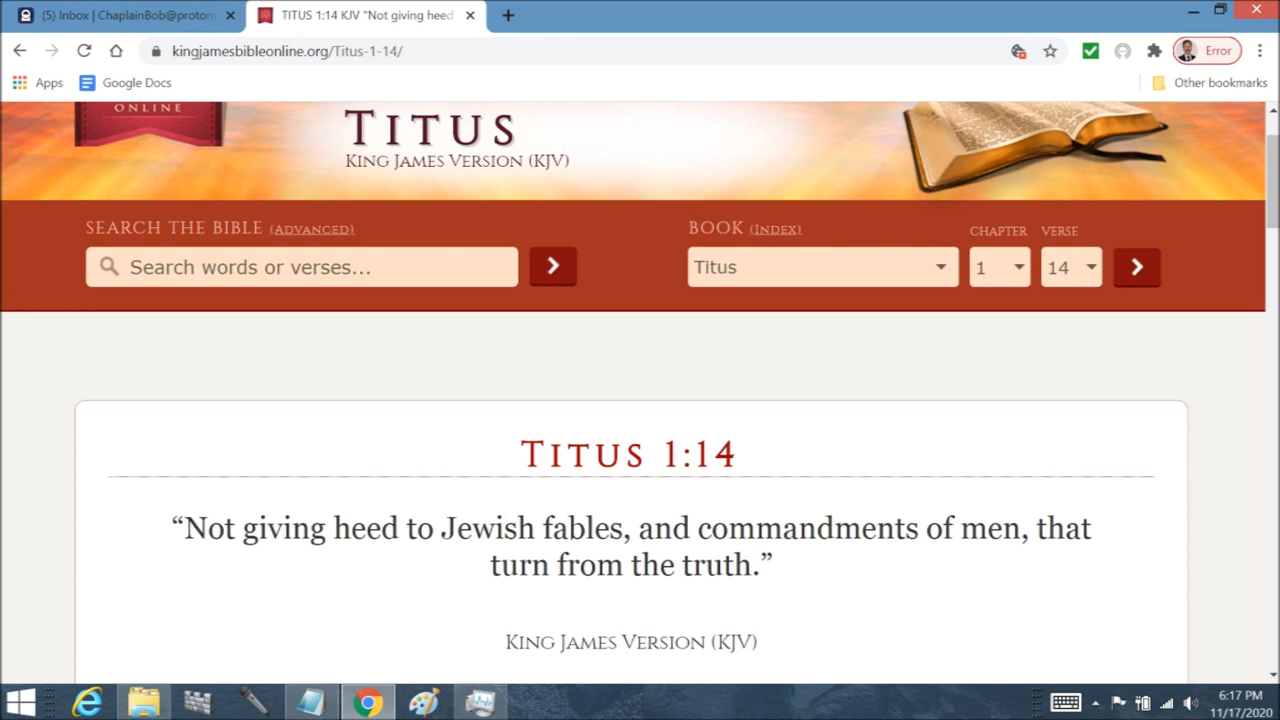 (5) Inbox | ChaplainBob@proton
TITUS 1:14 KJV "Not giving heed
kingjamesbibleonline.org/Titus-1-14/
Error
Apps
Google Docs
Other bookmarks
ONLINE
TITUS
KING JAMES VERSION (KJV)
SEARCH THE BIBLE (ADVANCED)
BOOK (INDEX)
CHAPTER
VERSE
Search words or verses...
Titus
1
14
TITUS 1:14
“Not giving heed to Jewish fables, and commandments of men, that
turn from the truth.”
KING JAMES VERSION (KJV)
6:17 PM
11/17/2020